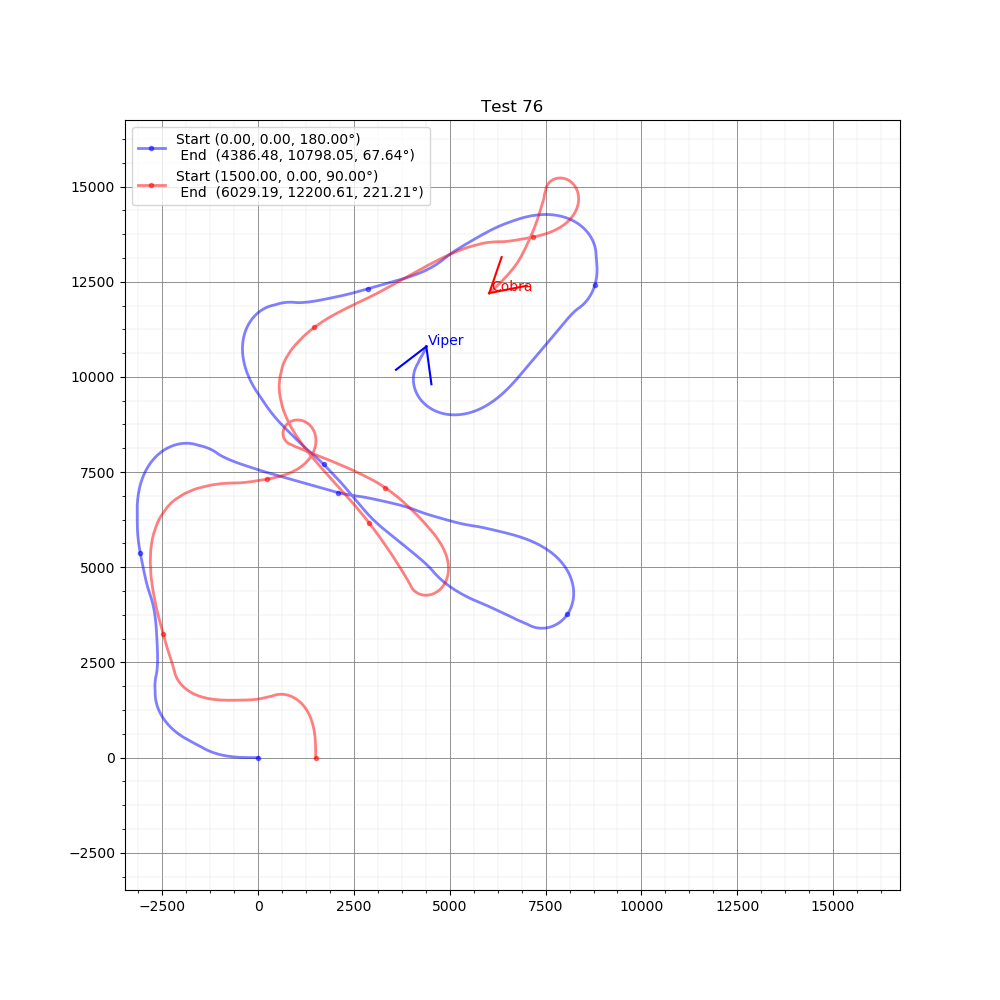 Test 76
Start (0.00, 0.00, 180.00°)
End (4386.48, 10798.05, 67.64°)
Start (1500.00, 0.00, 90.00°)
End (6029.19, 12200.61, 221.21°)
15000
12500
10000
7500
5000
2500
0
−2500
Cobra
Viper
−2500 0 2500 5000 7500 10000 12500 15000